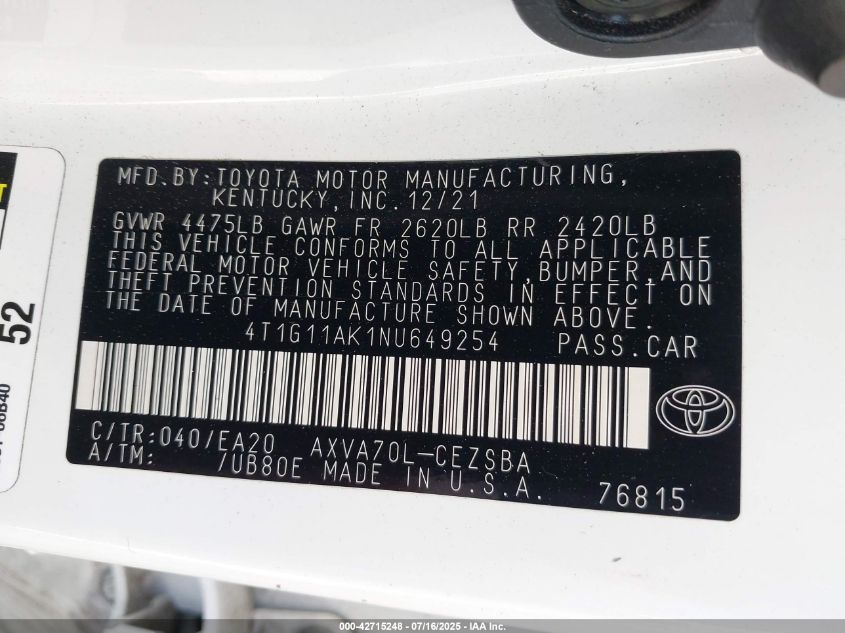 MFD.BY:TOYOTA MOTOR MANUFACTURING,
KENTUCKY,INC.12/21
GVWR 4475LB GAWR FR 2620LB RR 2420LB
THIS VEHICLE CONFORMS TO ALL APPLICABLE
FEDERAL MOTOR VEHICLE SAFETY,BUMPER,AND
THEFT PREVENTION STANDARDS IN EFFECT ON
THE DATE OF MANUFACTURE SHOWN ABOVE.
4T1G11AK1NU649254 PASS.CAR
C/TR:040/EA20 AXVA70L-CEZSBA
A/TM: /UB80E MADE IN U.S.A. 76815
52
000-42715248 - 07/16/2025 - IAA Inc.